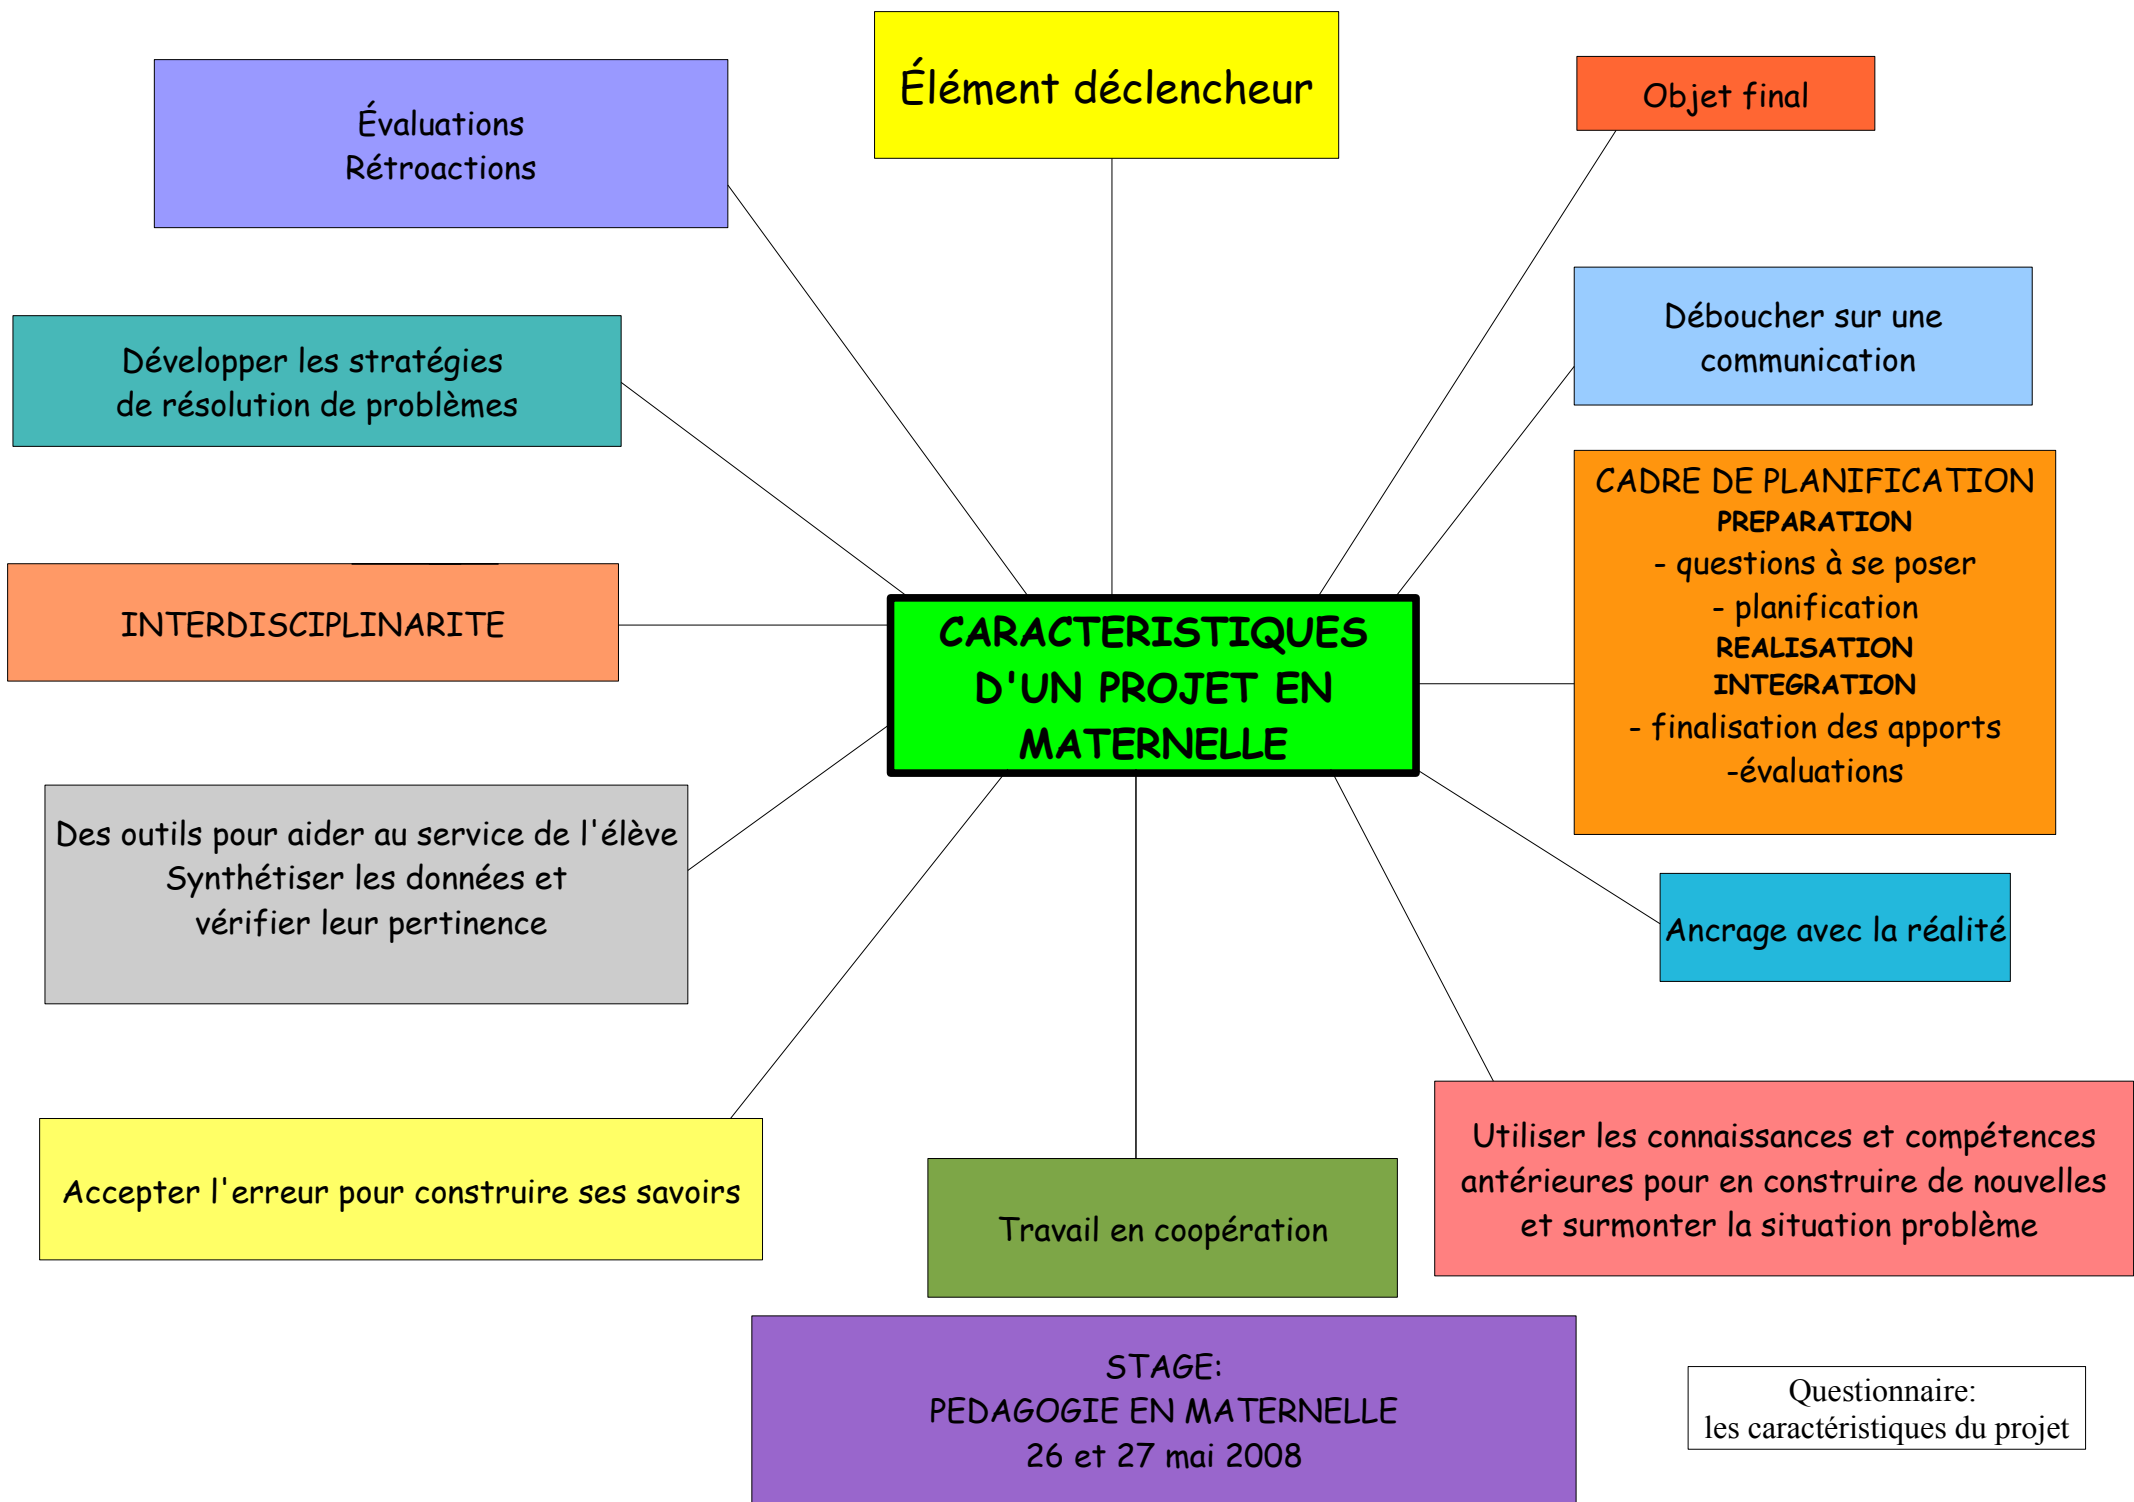 Élément déclencheur
Évaluations
Rétroactions
Objet final
Déboucher sur une
communication
Développer les stratégies
de résolution de problèmes
CADRE DE PLANIFICATION
PREPARATION
- questions à se poser
- planification
REALISATION
INTEGRATION
- finalisation des apports
-évaluations
INTERDISCIPLINARITE
CARACTERISTIQUES
D'UN PROJET EN
MATERNELLE
Des outils pour aider au service de l'élève
Synthétiser les données et
vérifier leur pertinence
Ancrage avec la réalité
Accepter l'erreur pour construire ses savoirs
Travail en coopération
Utiliser les connaissances et compétences
antérieures pour en construire de nouvelles
et surmonter la situation problème
STAGE:
PEDAGOGIE EN MATERNELLE
26 et 27 mai 2008
Questionnaire:
les caractéristiques du projet